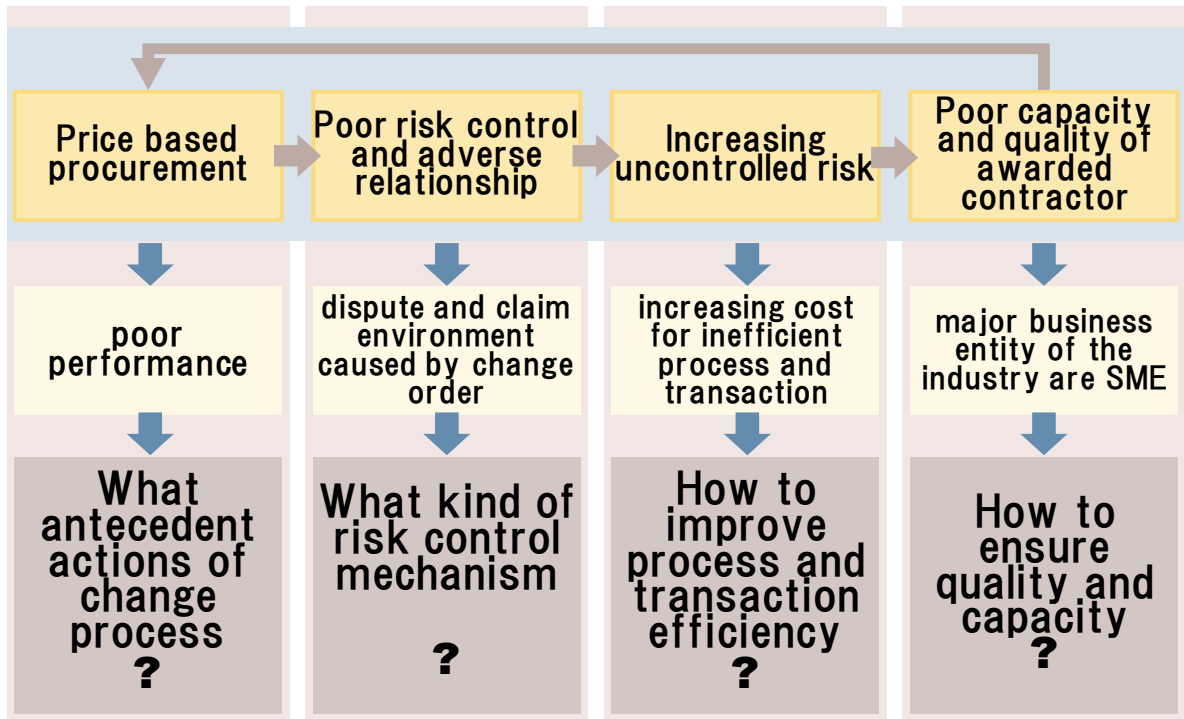 Price based
procurement
Poor risk control
and adverse
relationship
Increasing
uncontrolled risk
Poor capacity
and quality of
awarded
contractor
poor
performance
dispute and claim
environment
caused by change
order
increasing cost
for inefficient
process and
transaction
major business
entity of the
industry are SME
What
antecedent
actions of
change
process
?
What kind of
risk control
mechanism
?
How to
improve
process and
transaction
efficiency
?
How to
ensure
quality and
capacity
?